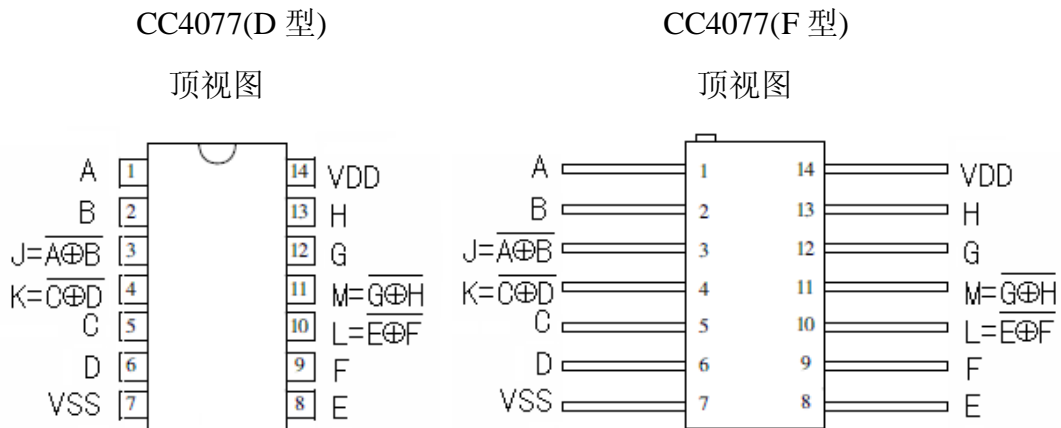 CC4077(D 型)
顶视图
A 1 14 VDD
B 2 13 H
J=A⊕B 3 12 G
K=C⊕D 4 11 M=G⊕H
C 5 10 L=E⊕F
D 6 9 F
VSS 7 8 E
CC4077(F 型)
顶视图
A 1 14 VDD
B 2 13 H
J=A⊕B 3 12 G
K=C⊕D 4 11 M=G⊕H
C 5 10 L=E⊕F
D 6 9 F
VSS 7 8 E